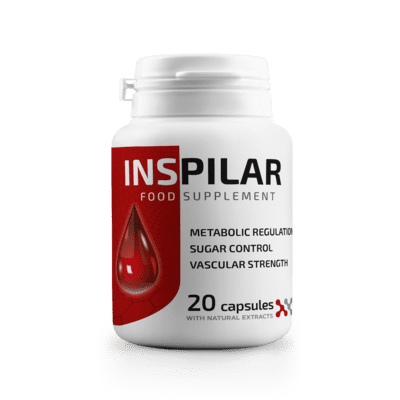 INSPILAR
FOOD SUPPLEMENT
METABOLIC REGULATION
SUGAR CONTROL
VASCULAR STRENGTH
20 capsules
WITH NATURAL EXTRACTS